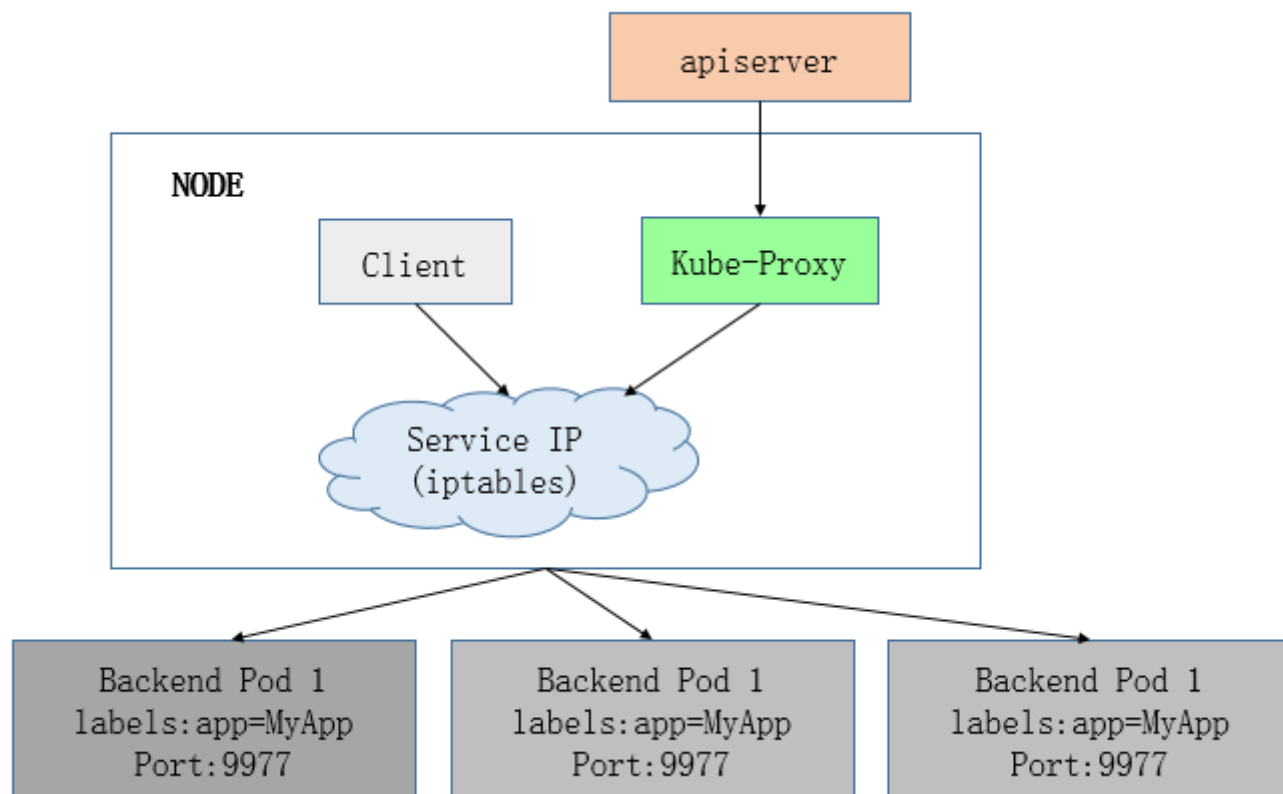 apiserver
NODE
Client
Kube-Proxy
Service IP
(iptables)
Backend Pod 1
labels:app=MyApp
Port:9977
Backend Pod 1
labels:app=MyApp
Port:9977
Backend Pod 1
labels:app=MyApp
Port:9977